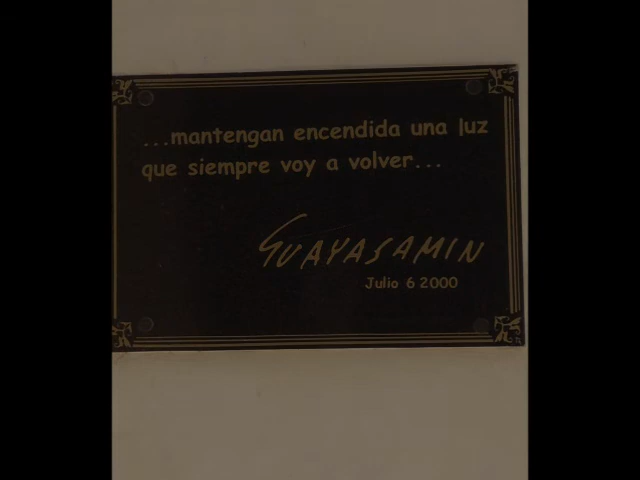 ...mantengan encendida una luz
que siempre voy a volver...
GUAYASAMIN
Julio 6 2000